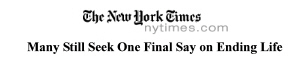 The New York Times
nytimes.com
Many Still Seek One Final Say on Ending Life